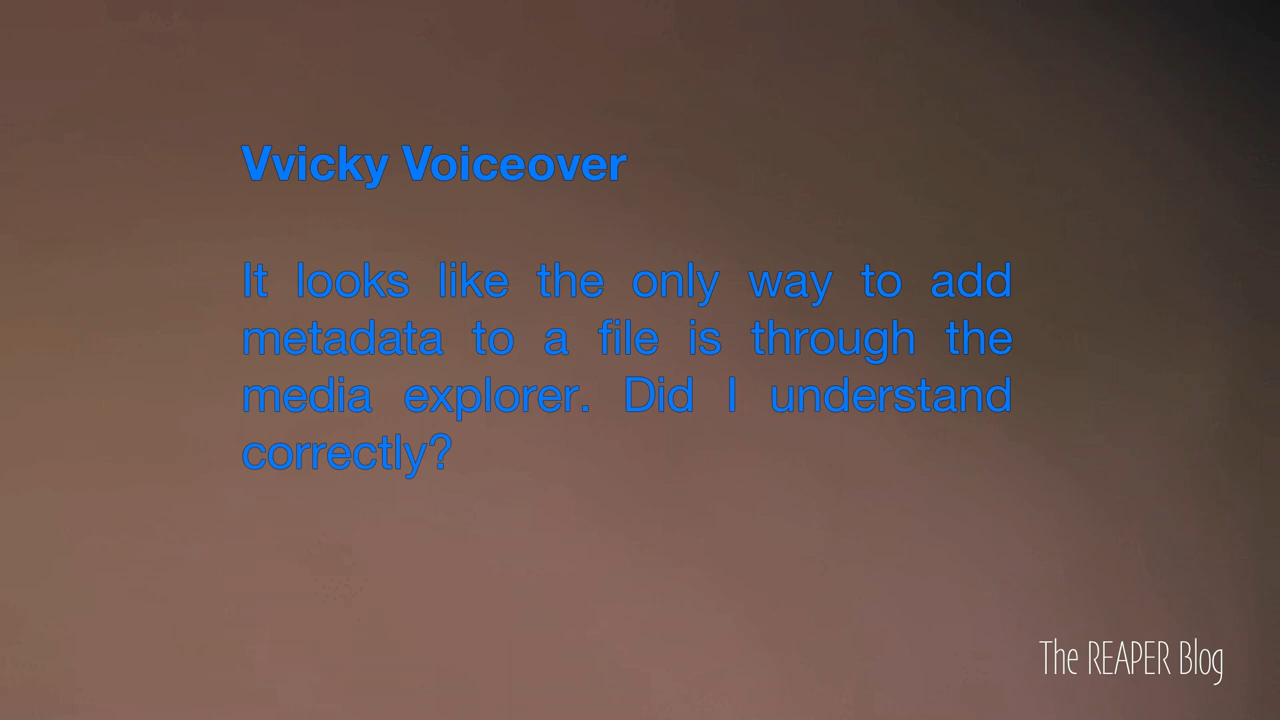 Vvicky Voiceover
It looks like the only way to add
metadata to a file is through the
media explorer. Did I understand
correctly?
The REAPER Blog